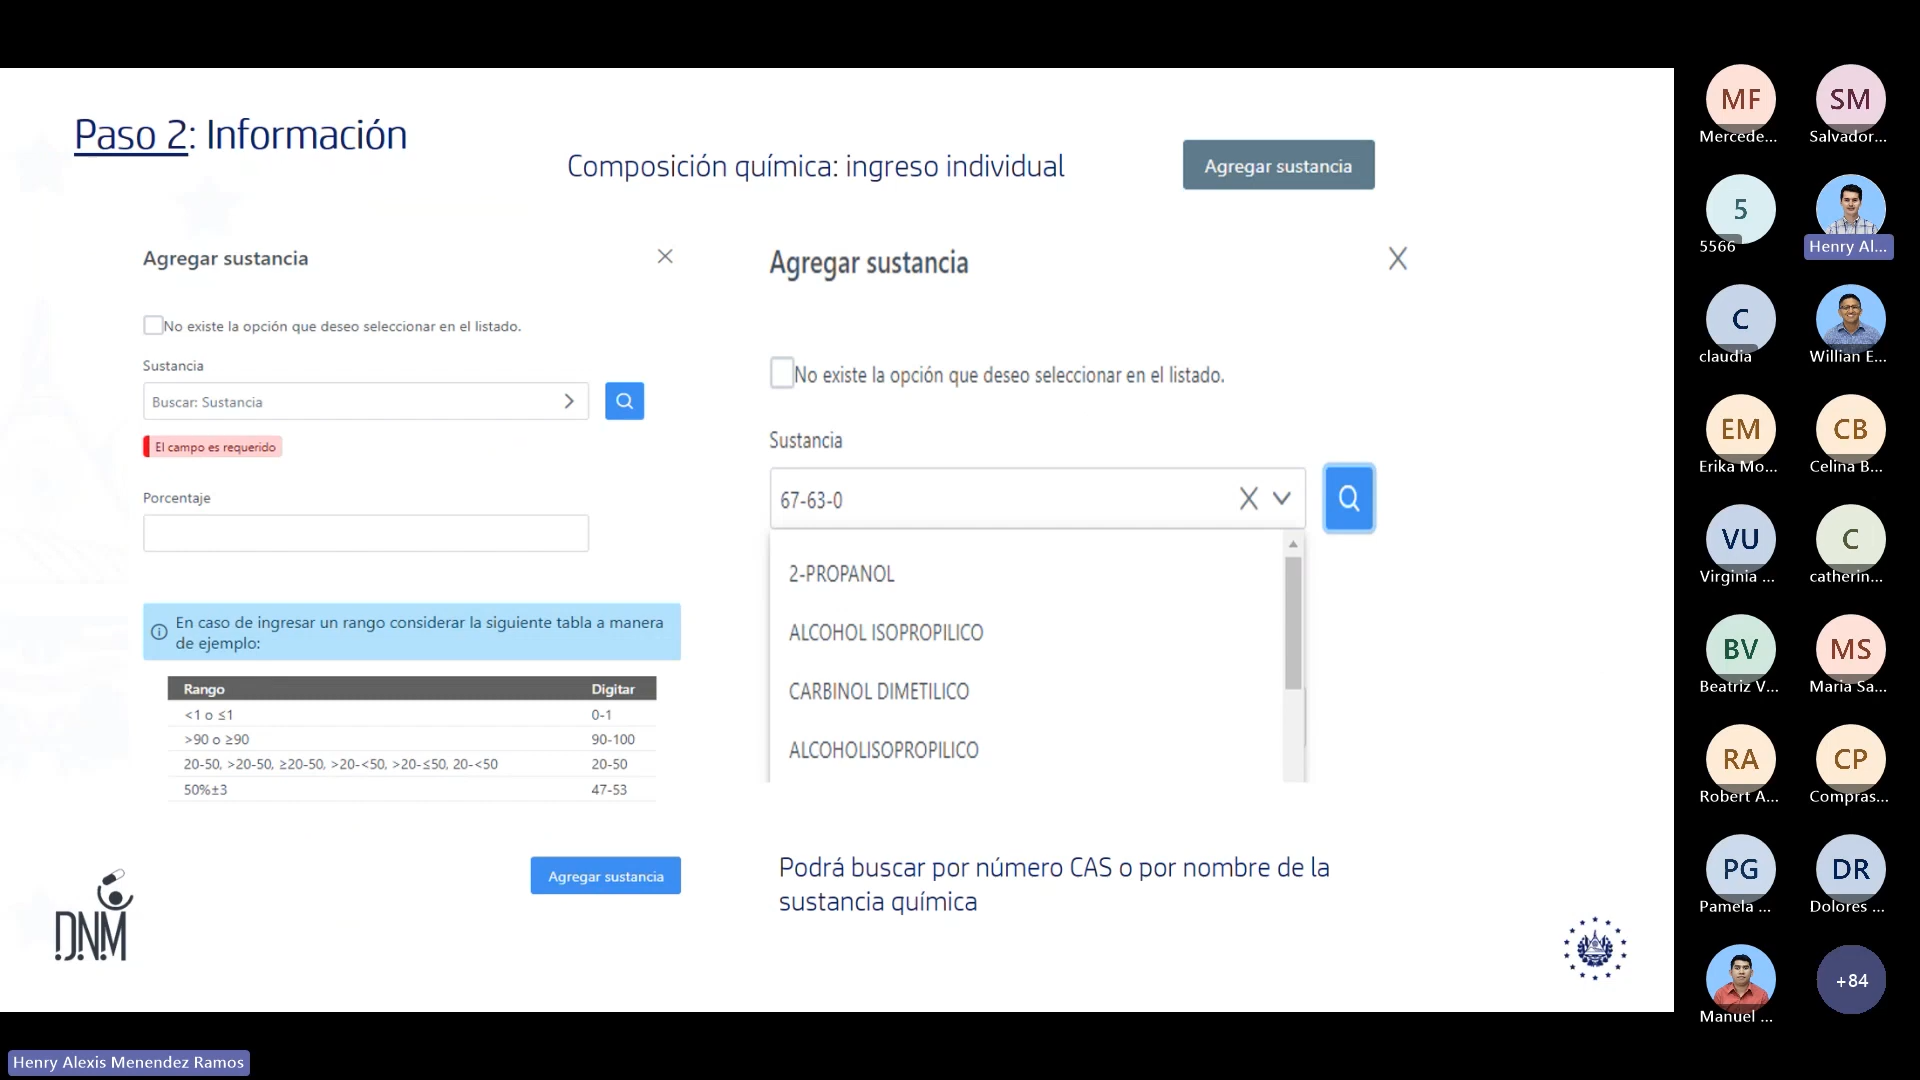 Paso 2: Información
Composición química: ingreso individual
Agregar sustancia
Agregar sustancia
No existe la opción que deseo seleccionar en el listado.
Sustancia
Buscar: Sustancia
El campo es requerido
Porcentaje
En caso de ingresar un rango considerar la siguiente tabla a manera
de ejemplo:
Rango Digitar
<1 o ≤1 0-1
>90 o ≥90 90-100
20-50, >20-50, ≥20-50, >20-<50, >20-≤50, 20-<50 20-50
50%±3 47-53
Agregar sustancia
Agregar sustancia
No existe la opción que deseo seleccionar en el listado.
Sustancia
67-63-0
2-PROPANOL
ALCOHOL ISOPROPILICO
CARBINOL DIMETILICO
ALCOHOLISOPROPILICO
Podrá buscar por número CAS o por nombre de la
sustancia química
DNM
MF
Mercede...
SM
Salvador...
5
5566
Henry Al...
C
claudia
Willian E...
EM
Erika Mo...
CB
Celina B...
VU
Virginia ...
C
catherin...
BV
Beatriz V...
MS
Maria Sa...
RA
Robert A...
CP
Compras...
PG
Pamela ...
DR
Dolores ...
Manuel ...
+84
Henry Alexis Menendez Ramos